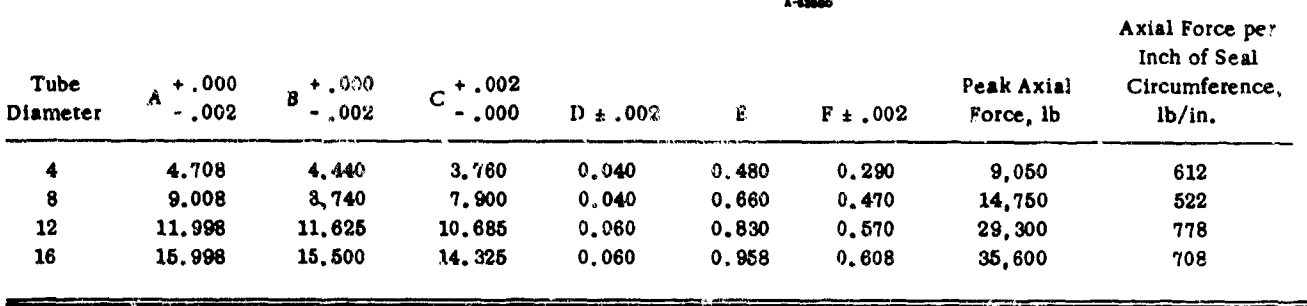 Axial Force per
Inch of Seal
Tube A + .000 B + .000 C + .002 Peak Axial Circumference,
Diameter - .002 - .002 - .000 D ± .002 E F ± .002 Force, lb lb/in.
4 4.708 4.440 3.760 0.040 0.480 0.290 9,050 612
8 9.008 8,740 7.900 0.040 0.660 0.470 14,750 522
12 11.998 11.625 10.685 0.060 0.830 0.570 29,300 778
16 15.998 15.500 14.325 0.060 0.958 0.608 35,600 708